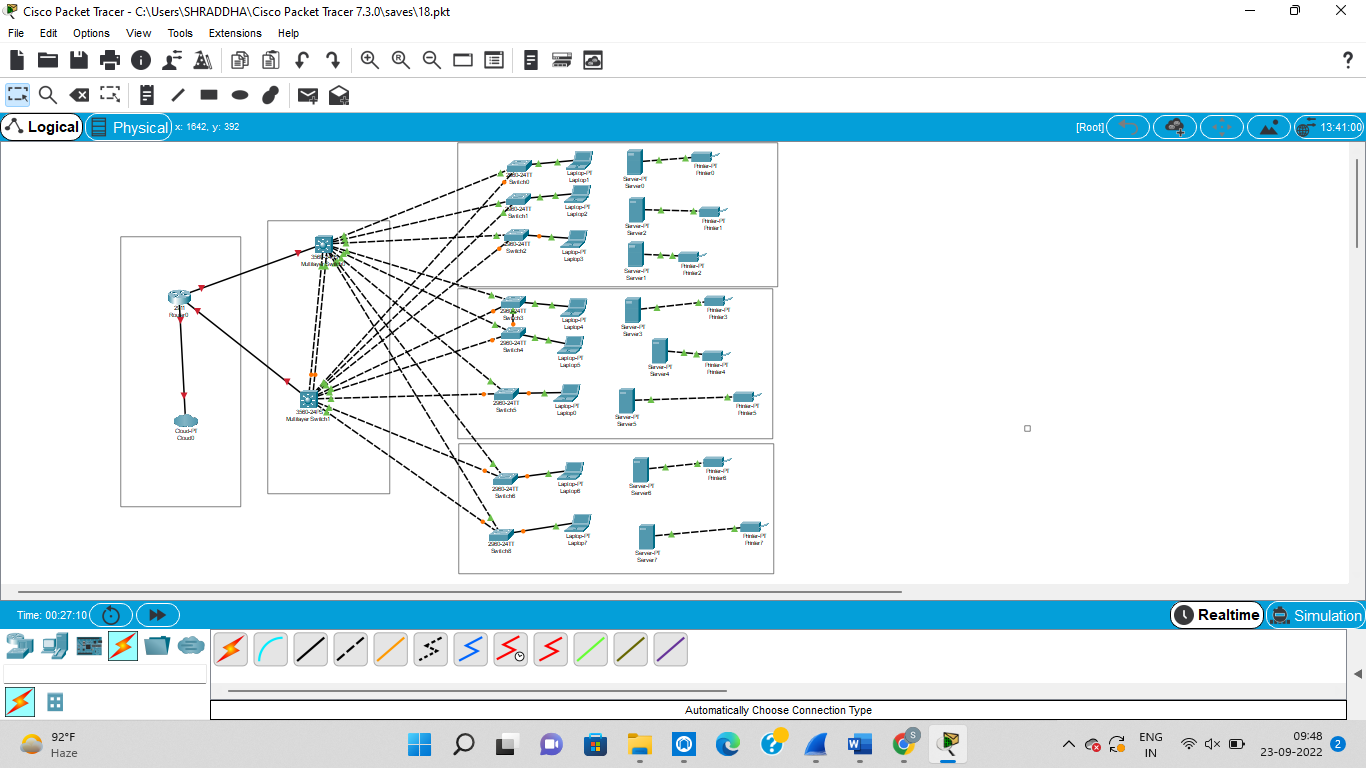 Cisco Packet Tracer - C:\Users\SHRADDHA\Cisco Packet Tracer 7.3.0\saves\18.pkt
File Edit Options View Tools Extensions Help
Logical Physical x: 1642, y: 392 [Root] 13:41:00
2960-24TT
Switch0
Laptop-PT
Laptop1
Server-PT
Server0
Printer-PT
Printer0
2960-24TT
Switch1
Laptop-PT
Laptop2
Server-PT
Server2
Printer-PT
Printer1
2960-24TT
Switch2
Laptop-PT
Laptop3
Server-PT
Server1
Printer-PT
Printer2
Multilayer
Router0
Cloud-PT
Cloud0
3560-24PS
Multilayer Switch1
2960-24TT
Switch3
Laptop-PT
Laptop4
Server-PT
Server3
Printer-PT
Printer3
2960-24TT
Switch4
Laptop-PT
Laptop5
Server-PT
Server4
Printer-PT
Printer4
2960-24TT
Switch5
Laptop-PT
Laptop0
Server-PT
Server5
Printer-PT
Printer5
2960-24TT
Switch6
Laptop-PT
Laptop6
Server-PT
Server6
Printer-PT
Printer6
2960-24TT
Laptop-PT
Laptop7
Server-PT
Server7
Printer-PT
Printer7
Time: 00:27:10 Realtime Simulation
Automatically Choose Connection Type
92°F
Haze
S
ENG
IN
09:48
23-09-2022
2